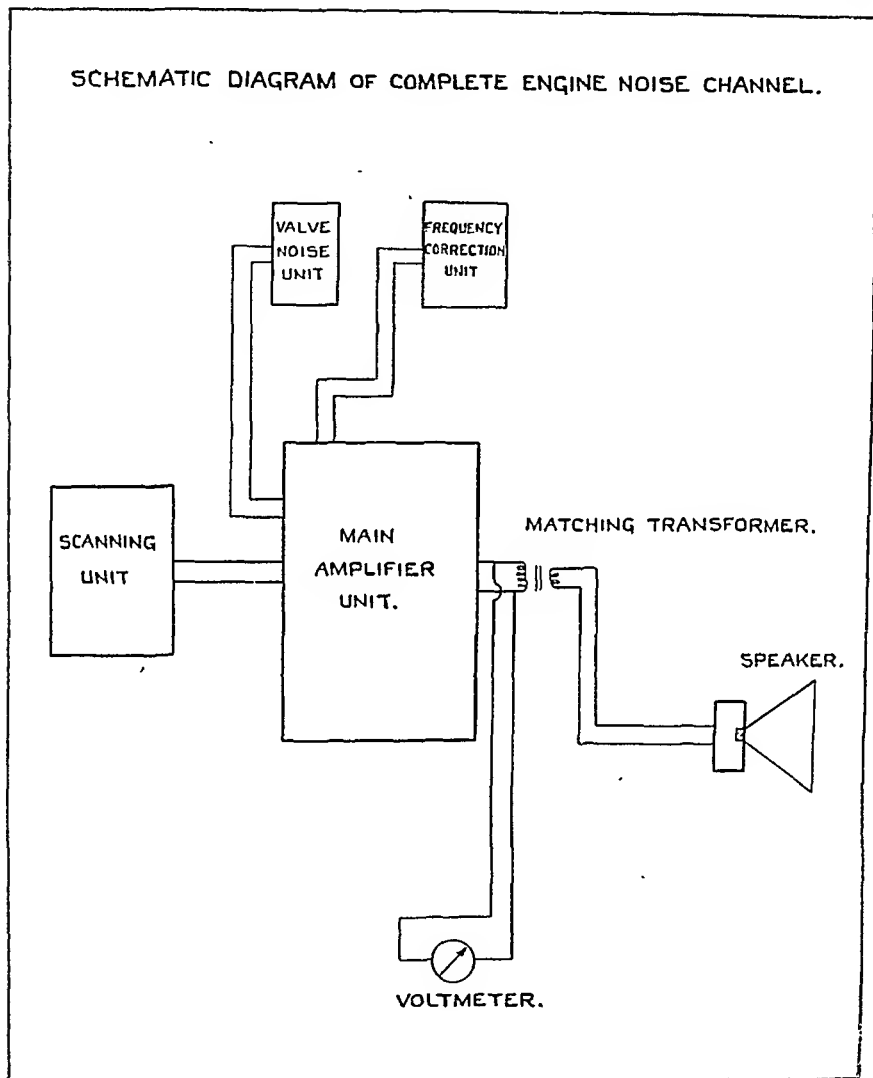 SCHEMATIC DIAGRAM OF COMPLETE ENGINE NOISE CHANNEL.
VALVE
NOISE
UNIT
FREQUENCY
CORRECTION
UNIT
SCANNING
UNIT
MAIN
AMPLIFIER
UNIT.
MATCHING TRANSFORMER.
SPEAKER.
VOLTMETER.